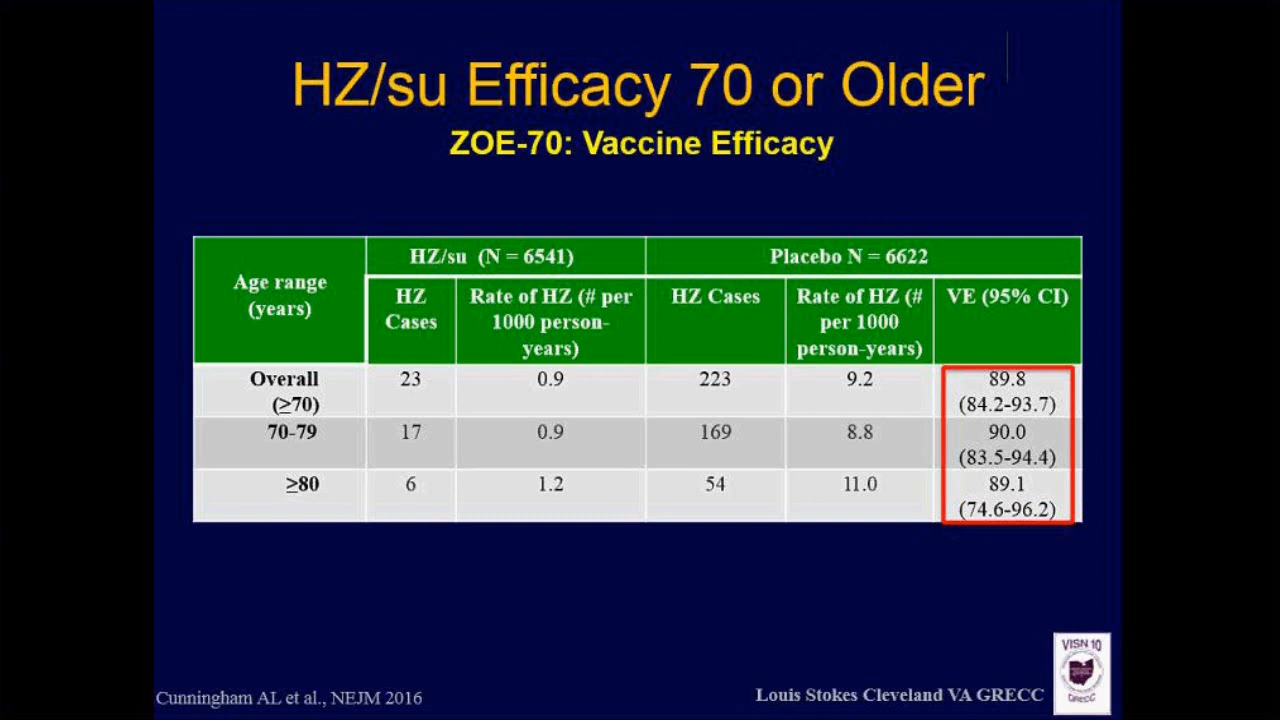 HZ/su Efficacy 70 or Older
ZOE-70: Vaccine Efficacy
Age range
(years)
HZ/su (N = 6541)
Placebo N = 6622
HZ
Cases
Rate of HZ (# per
1000 person-
years)
HZ Cases
Rate of HZ (#
per 1000
person-years)
VE (95% CI)
Overall
(≥70)
23
0.9
223
9.2
89.8
(84.2-93.7)
70-79
17
0.9
169
8.8
90.0
(83.5-94.4)
≥80
6
1.2
54
11.0
89.1
(74.6-96.2)
Cunningham AL et al., NEJM 2016
Louis Stokes Cleveland VA GRECC
VISN 10
GRECC